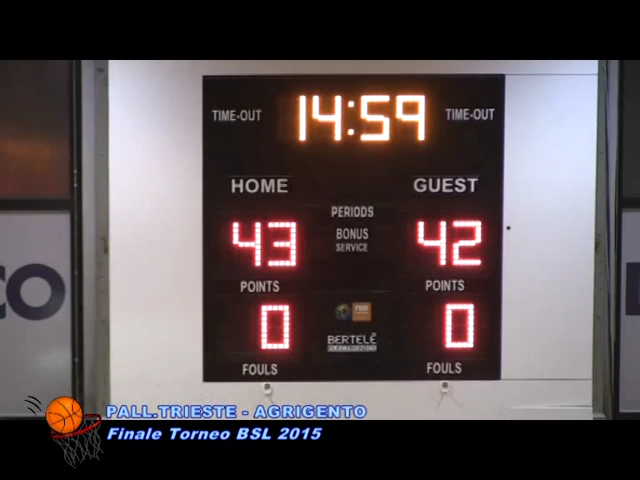 TIME-OUT 14:59 TIME-OUT
HOME GUEST
PERIODS
43 BONUS 42
SERVICE
POINTS POINTS
0 0
BERTELÈ
FOULS FOULS
CO
PALL.TRIESTE - AGRIGENTO
Finale Torneo BSL 2015